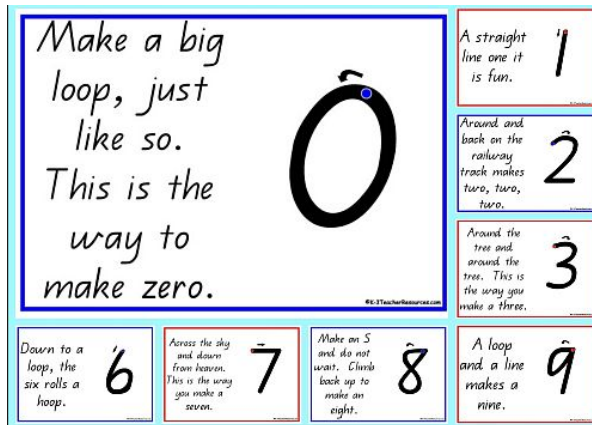 Make a big
loop, just
like so.
This is the
way to
make zero.
0
©K-3TeacherResources.com
A straight
line one it
is fun.
1
Around and
back on the
railway
track makes
two, two,
two.
2
Around the
tree and
around the
tree. This is
the way you
make a three.
3
Down to a
loop, the
six rolls a
hoop.
6
Across the sky
and down
from heaven.
This is the way
you make a
seven.
7
Make an S
and do not
wait. Climb
back up to
make an
eight.
8
A loop
and a line
makes a
nine.
9